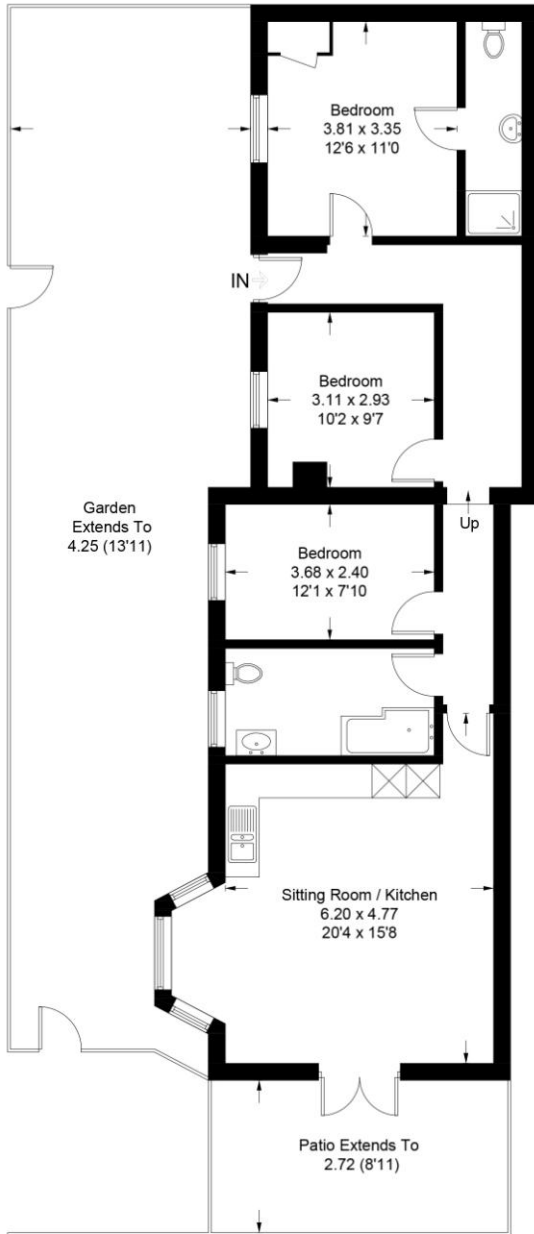 Bedroom
3.81 x 3.35
12'6 x 11'0
IN
Bedroom
3.11 x 2.93
10'2 x 9'7
Garden
Extends To
4.25 (13'11)
Up
Bedroom
3.68 x 2.40
12'1 x 7'10
Sitting Room / Kitchen
6.20 x 4.77
20'4 x 15'8
Patio Extends To
2.72 (8'11)